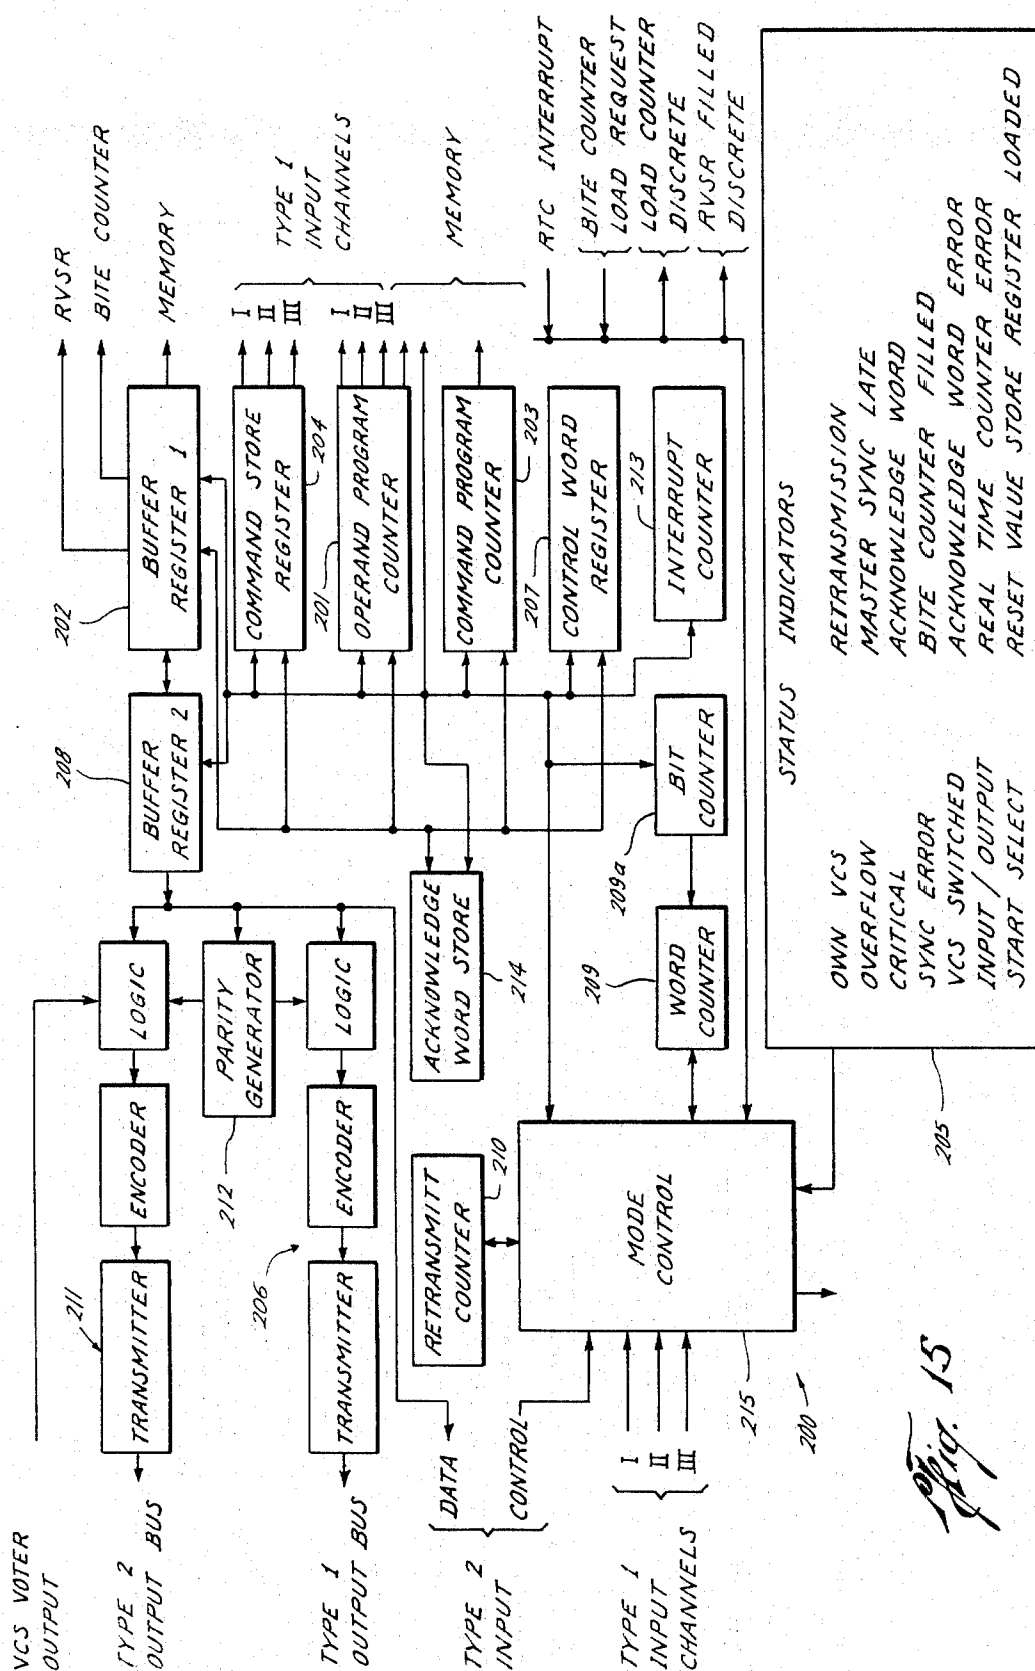 VCS VOTER
OUTPUT
TYPE 2
OUTPUT BUS
211
TRANSMITTER
ENCODER
LOGIC
212
PARITY
GENERATOR
TYPE 1
OUTPUT BUS
206
TRANSMITTER
ENCODER
LOGIC
208
BUFFER
REGISTER 2
202
BUFFER
REGISTER 1
RVSR
BITE COUNTER
MEMORY
COMMAND STORE
REGISTER
204
I
II
III
TYPE 1
INPUT
CHANNELS
201
OPERAND PROGRAM
COUNTER
I
II
III
MEMORY
COMMAND PROGRAM
COUNTER
203
207
CONTROL WORD
REGISTER
213
INTERRUPT
COUNTER
RTC INTERRUPT
BITE COUNTER
LOAD REQUEST
LOAD COUNTER
DISCRETE
RVSR FILLED
DISCRETE
ACKNOWLEDGE
WORD STORE
214
209a
BIT
COUNTER
209
WORD
COUNTER
RETRANSMITT
COUNTER
210
TYPE 2
INPUT
DATA
CONTROL
TYPE 1
INPUT
CHANNELS
I
II
III
MODE
CONTROL
215
200
205
STATUS INDICATORS
OWN VCS
OVERFLOW
CRITICAL
SYNC ERROR
VCS SWITCHED
INPUT / OUTPUT
START SELECT
RETRANSMISSION
MASTER SYNC LATE
ACKNOWLEDGE WORD
BITE COUNTER FILLED
ACKNOWLEDGE WORD ERROR
REAL TIME COUNTER ERROR
RESET VALUE STORE REGISTER LOADED
Fig. 15